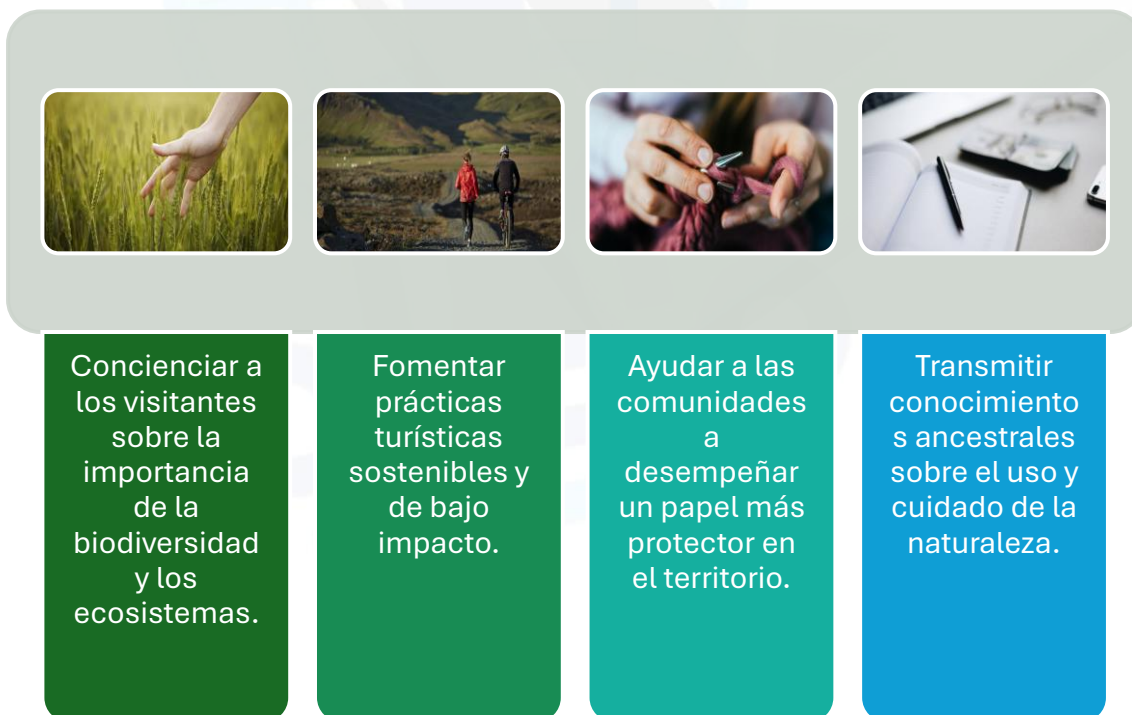 Concienciar a
los visitantes
sobre la
importancia
de la
biodiversidad
y los
ecosistemas.
Fomentar
prácticas
turísticas
sostenibles y
de bajo
impacto.
Ayudar a las
comunidades
a
desempeñar
un papel más
protector en
el territorio.
Transmitir
conocimiento
s ancestrales
sobre el uso y
cuidado de la
naturaleza.